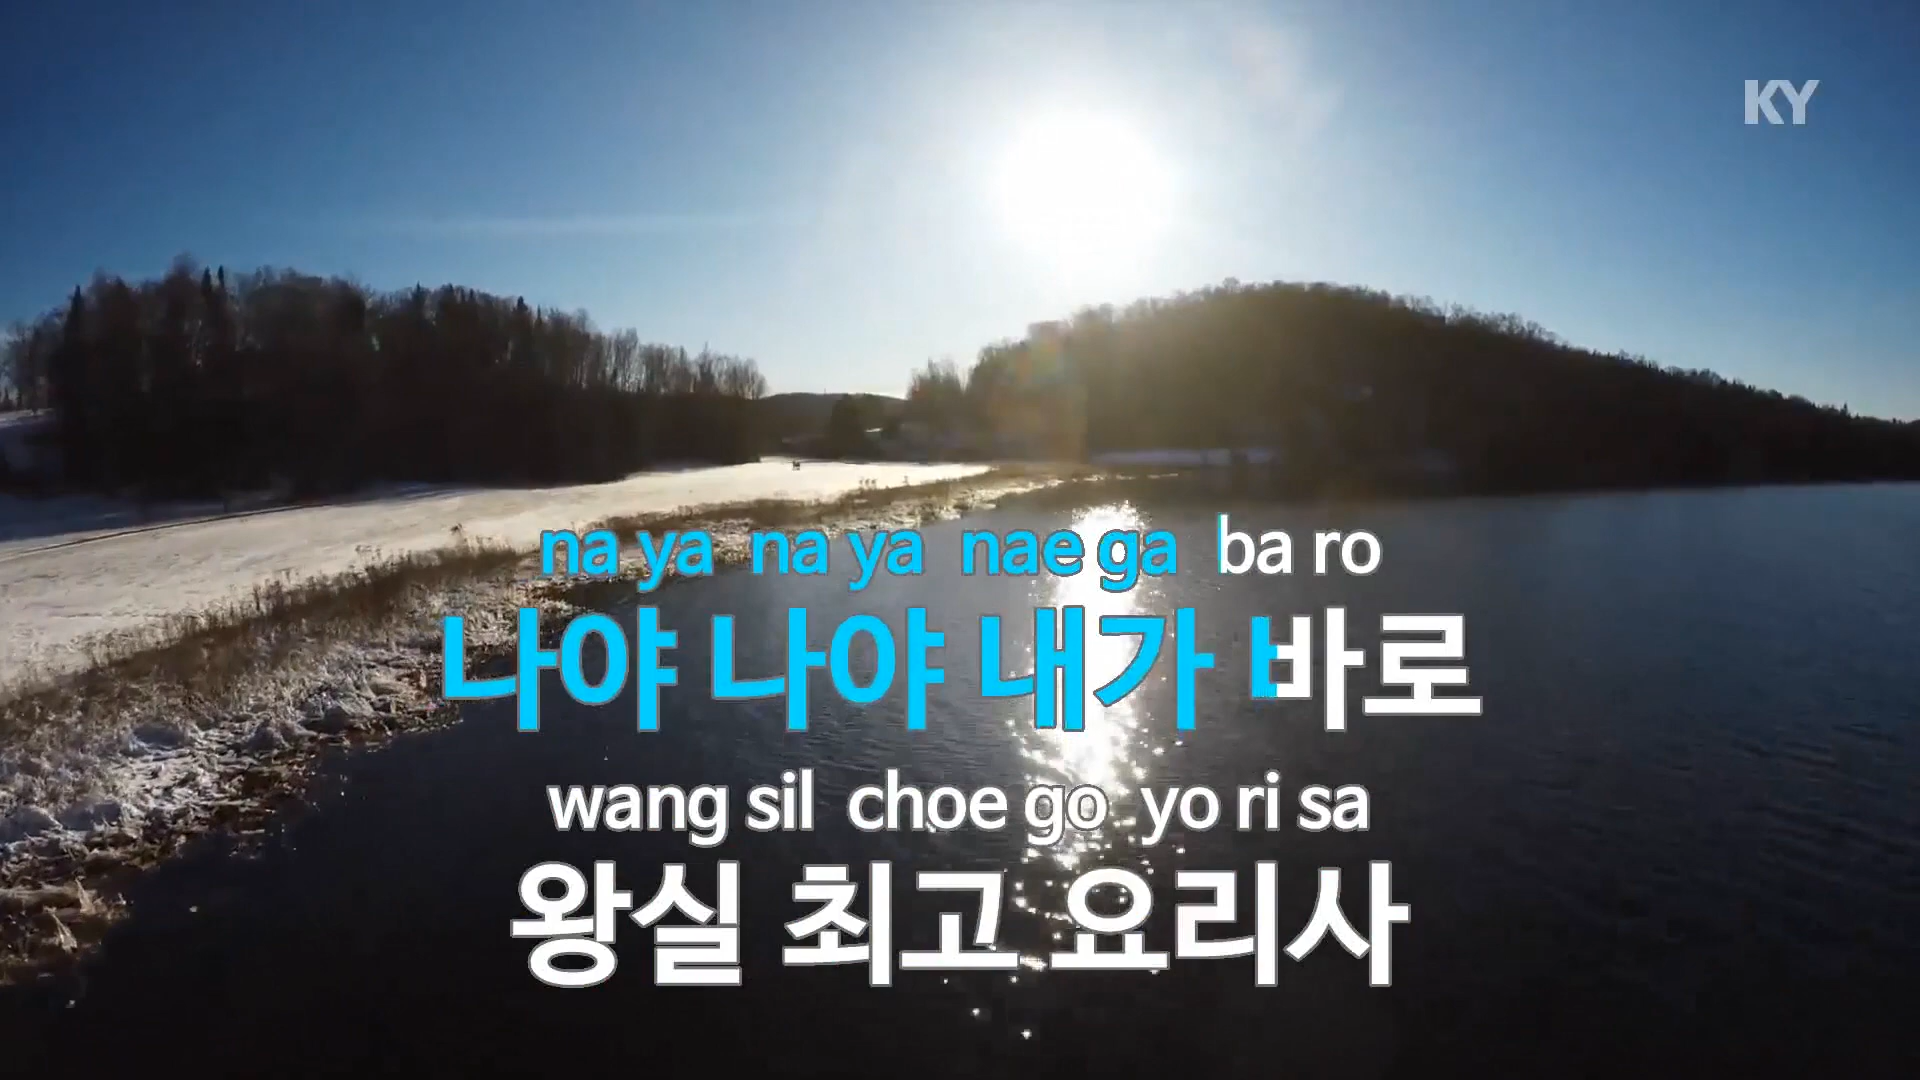 KY
na ya na ya nae ga ba ro
나야 나야 내가 바로
wang sil choe go yo ri sa
왕실 최고 요리사